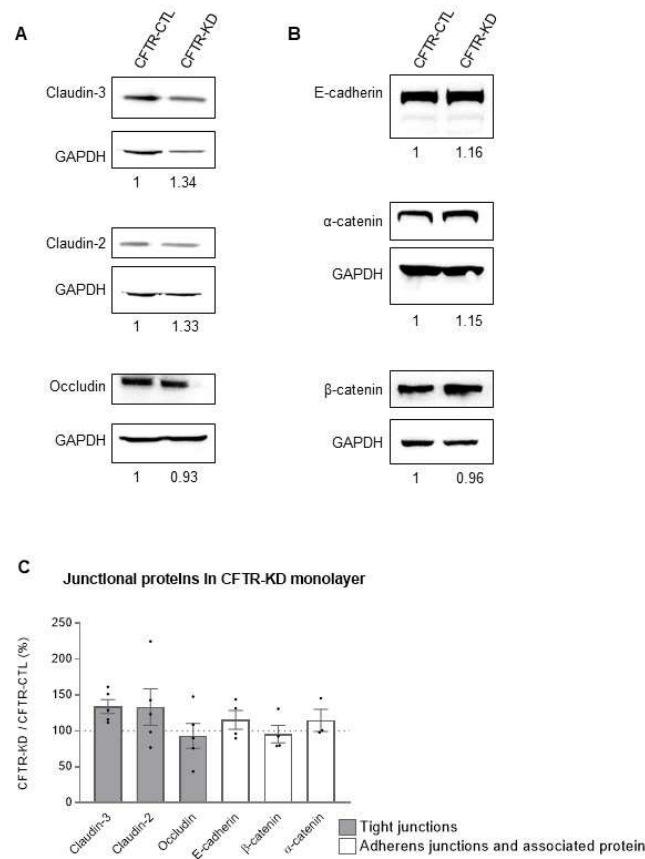 A
CFTR-CTL
CFTR-KD
Claudin-3
GAPDH
1 1.34
Claudin-2
GAPDH
1 1.33
Occludin
GAPDH
1 0.93
B
CFTR-CTL
CFTR-KD
E-cadherin
1 1.16
α-catenin
GAPDH
1 1.15
β-catenin
GAPDH
1 0.96
C
Junctional proteins in CFTR-KD monolayer
CFTR-KD / CFTR-CTL (%)
250
200
150
100
50
0
Claudin-3
Claudin-2
Occludin
E-cadherin
β-catenin
α-catenin
Tight junctions
Adherens junctions and associated protein